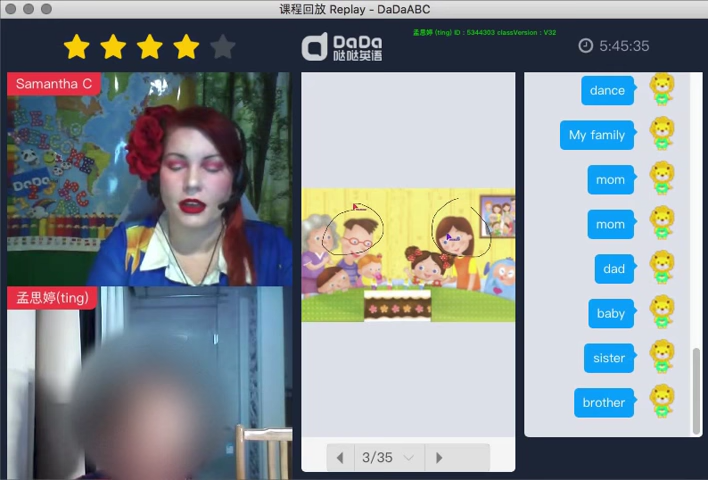 课程回放 Replay - DaDaABC
孟思婷 (ting) ID : 5344303 classVersion : V32
DaDa
哒哒英语
5:45:35
Samantha C
孟思婷(ting)
DaDa
ABC
3/35
dance
My family
mom
mom
dad
baby
sister
brother